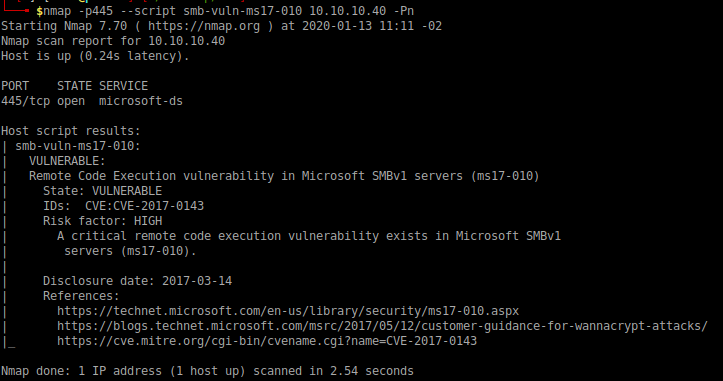 $nmap -p445 --script smb-vuln-ms17-010 10.10.10.40 -Pn
Starting Nmap 7.70 ( https://nmap.org ) at 2020-01-13 11:11 -02
Nmap scan report for 10.10.10.40
Host is up (0.24s latency).

PORT    STATE SERVICE
445/tcp open  microsoft-ds

Host script results:
| smb-vuln-ms17-010:
|   VULNERABLE:
|   Remote Code Execution vulnerability in Microsoft SMBv1 servers (ms17-010)
|     State: VULNERABLE
|     IDs:  CVE:CVE-2017-0143
|     Risk factor: HIGH
|       A critical remote code execution vulnerability exists in Microsoft SMBv1
|        servers (ms17-010).
|
|     Disclosure date: 2017-03-14
|     References:
|       https://technet.microsoft.com/en-us/library/security/ms17-010.aspx
|       https://blogs.technet.microsoft.com/msrc/2017/05/12/customer-guidance-for-wannacrypt-attacks/
|_      https://cve.mitre.org/cgi-bin/cvename.cgi?name=CVE-2017-0143

Nmap done: 1 IP address (1 host up) scanned in 2.54 seconds